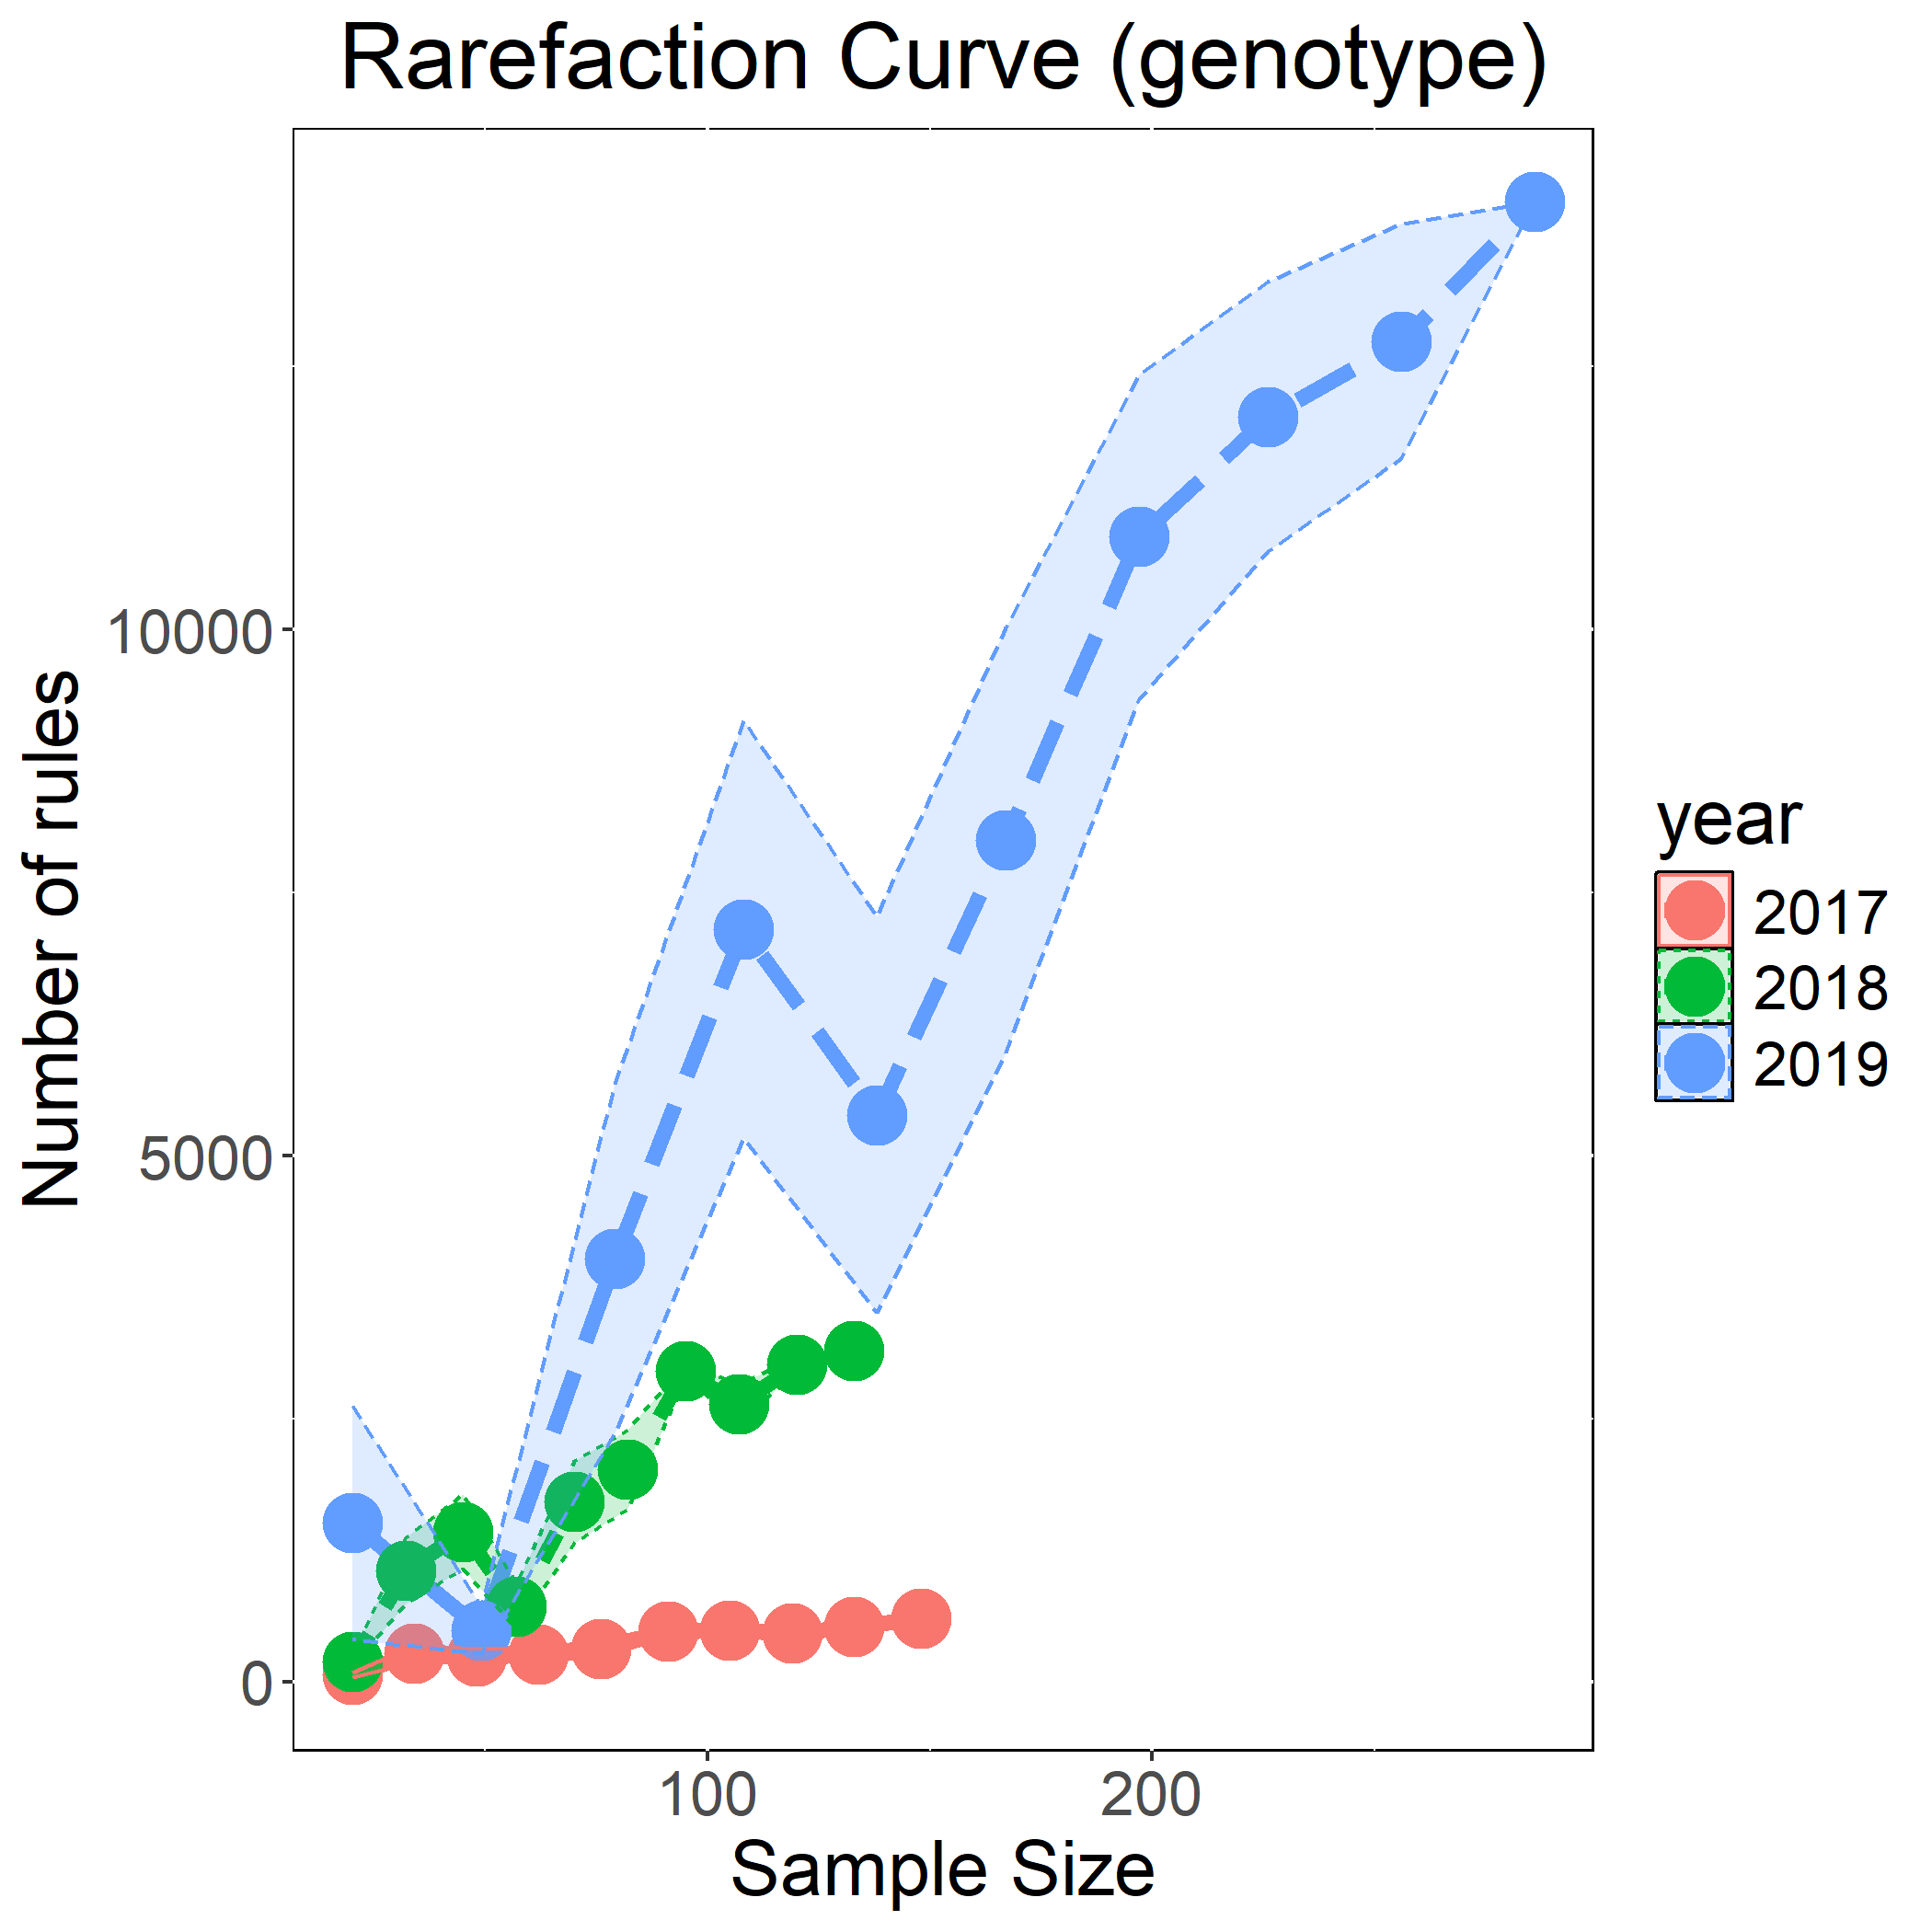 Rarefaction Curve (genotype)
Number of rules
10000
5000
0
100
200
Sample Size
year
2017
2018
2019